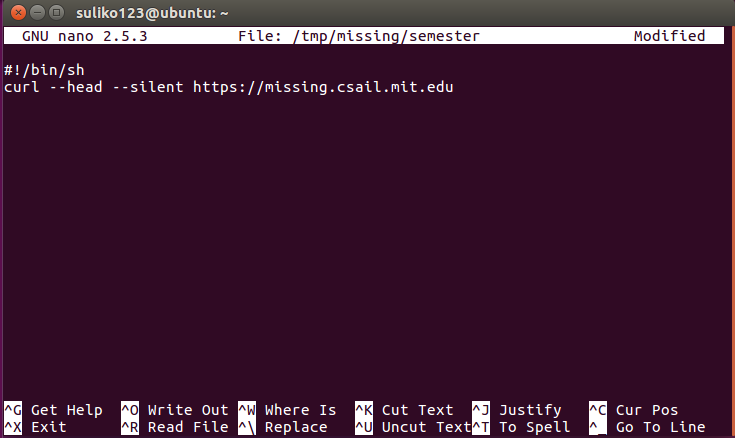 suliko123@ubuntu: ~
GNU nano 2.5.3 File: /tmp/missing/semester Modified
#!/bin/sh
curl --head --silent https://missing.csail.mit.edu
^G Get Help ^O Write Out ^W Where Is ^K Cut Text ^J Justify ^C Cur Pos
^X Exit ^R Read File ^\ Replace ^U Uncut Text ^T To Spell ^_ Go To Line